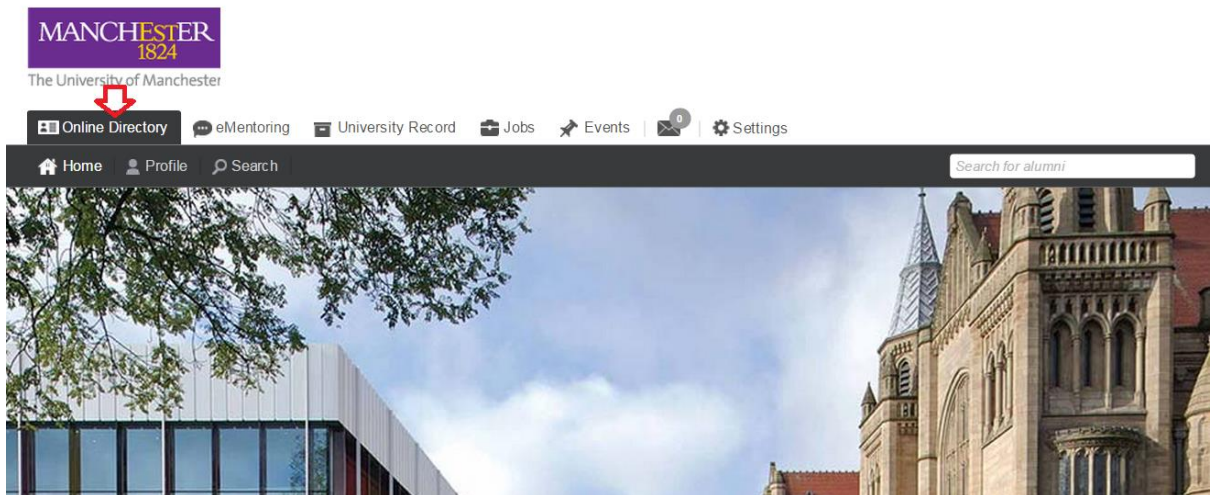 MANCHESTER
1824
The University of Manchester
Online Directory eMentoring University Record Jobs Events 0 Settings
Home Profile Search Search for alumni